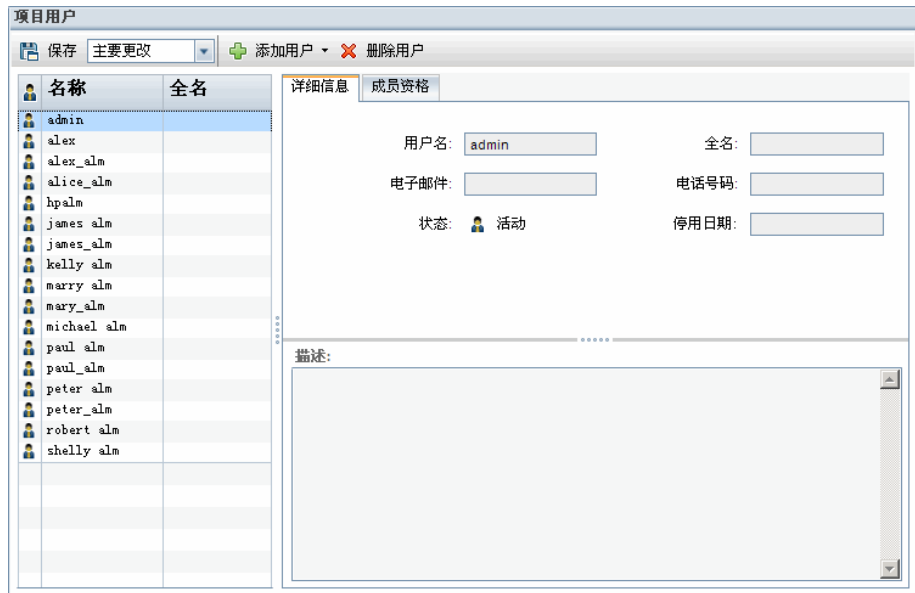 项目用户
保存 主要更改 添加用户 删除用户
名称 全名
admin
alex
alex_alm
alice_alm
hpalm
james alm
james_alm
kelly alm
marry alm
mary_alm
michael alm
paul alm
paul_alm
peter alm
peter_alm
robert alm
shelly alm
详细信息 成员资格
用户名: admin 全名:
电子邮件: 电话号码:
状态: 活动 停用日期:
描述: